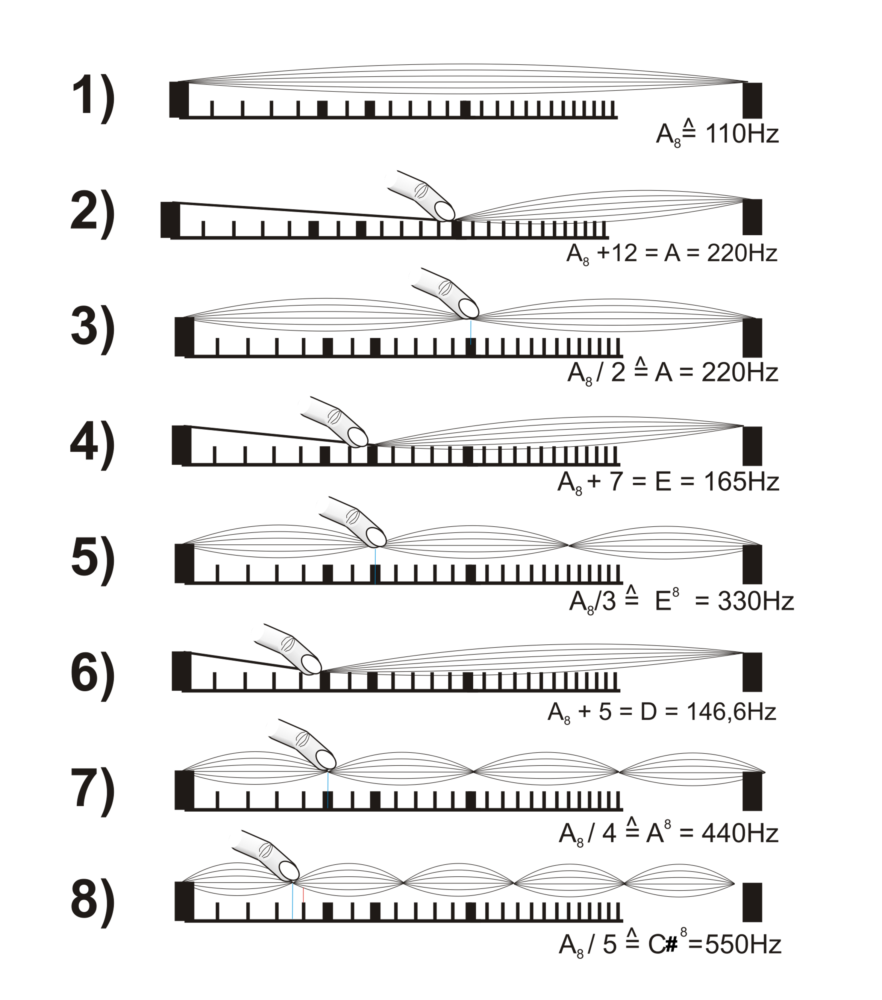 1)
A₈≙ 110Hz
2)
A₈ +12 = A = 220Hz
3)
A₈ / 2 ≙ A = 220Hz
4)
A₈ + 7 = E = 165Hz
5)
A₈/3 ≙ E⁸ = 330Hz
6)
A₈ + 5 = D = 146,6Hz
7)
A₈ / 4 ≙ A⁸ = 440Hz
8)
A₈ / 5 ≙ C#⁸=550Hz